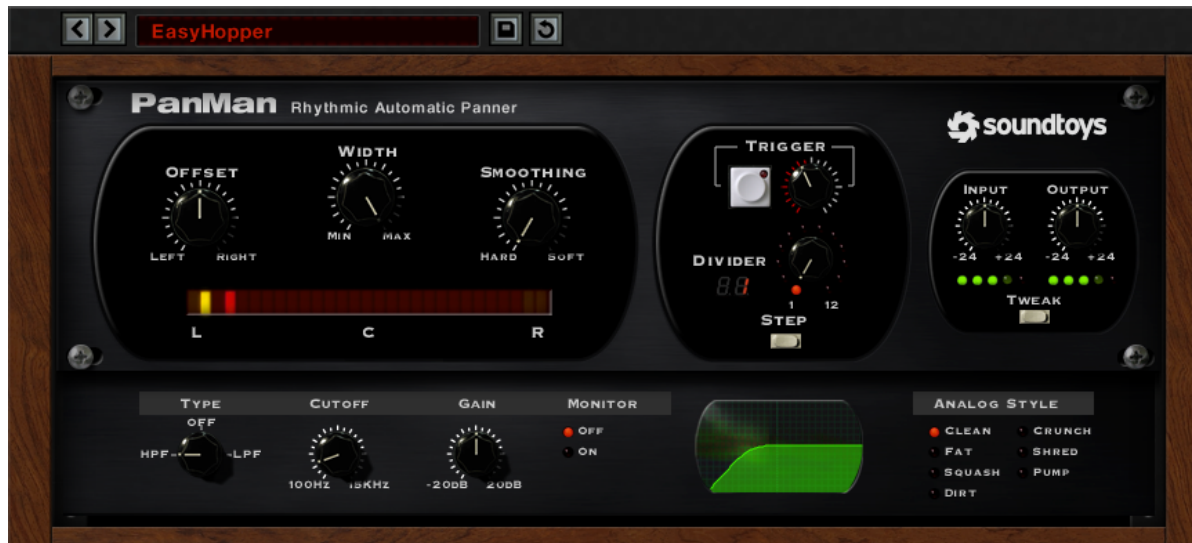 EasyHopper
PanMan Rhythmic Automatic Panner
soundtoys
OFFSET
LEFT RIGHT
WIDTH
MIN MAX
SMOOTHING
HARD SOFT
L C R
TRIGGER
DIVIDER
1
1 12
STEP
INPUT OUTPUT
-24 +24 -24 +24
TWEAK
TYPE CUTOFF GAIN MONITOR
OFF
HPF LPF
100HZ 15KHZ
-20DB 20DB
OFF
ON
ANALOG STYLE
CLEAN CRUNCH
FAT SHRED
SQUASH PUMP
DIRT